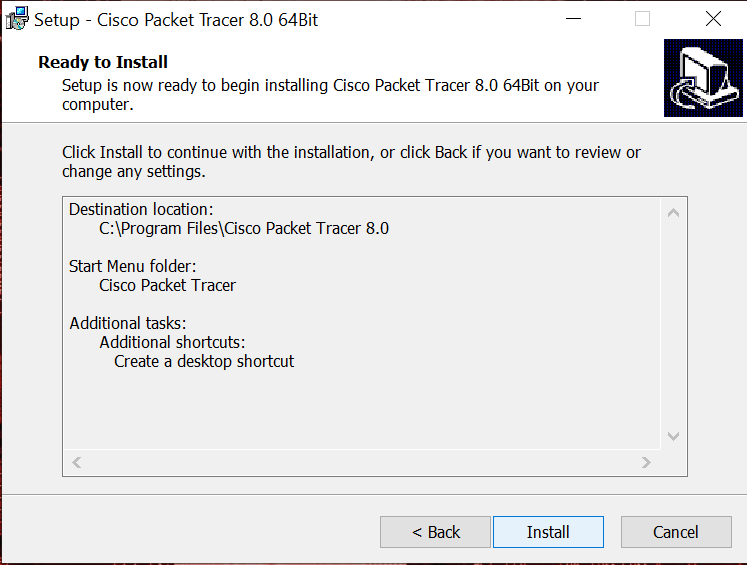 Setup - Cisco Packet Tracer 8.0 64Bit
Ready to Install
Setup is now ready to begin installing Cisco Packet Tracer 8.0 64Bit on your
computer.
Click Install to continue with the installation, or click Back if you want to review or
change any settings.
Destination location:
C:\Program Files\Cisco Packet Tracer 8.0
Start Menu folder:
Cisco Packet Tracer
Additional tasks:
Additional shortcuts:
Create a desktop shortcut
< Back
Install
Cancel